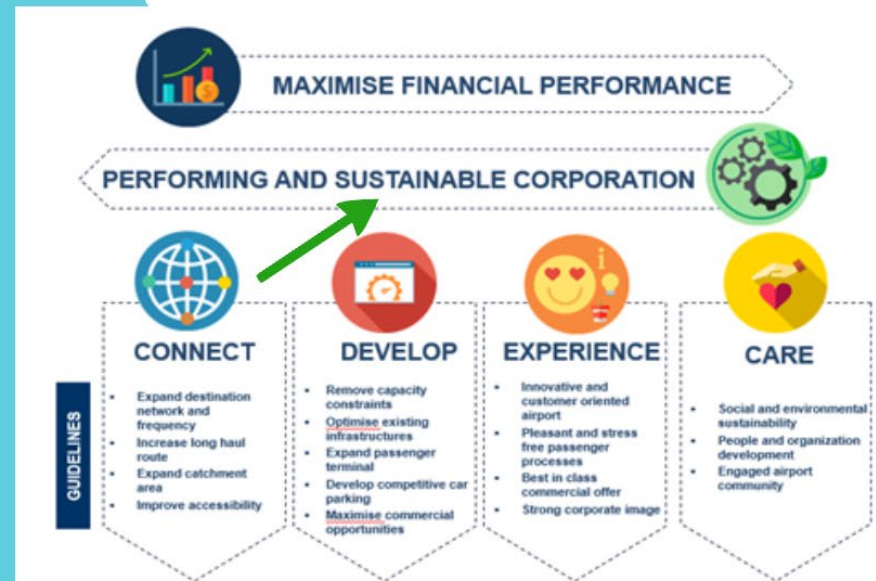 MAXIMISE FINANCIAL PERFORMANCE
PERFORMING AND SUSTAINABLE CORPORATION
GUIDELINES
CONNECT
Expand destination
network and
frequency
Increase long haul
route
Expand catchment
area
Improve accessibility
DEVELOP
Remove capacity
constraints
Optimise existing
infrastructures
Expand passenger
terminal
Develop competitive car
parking
Maximise commercial
opportunities
EXPERIENCE
Innovative and
customer oriented
airport
Pleasant and stress
free passenger
processes
Best in class
commercial offer
Strong corporate image
CARE
Social and environmental
sustainability
People and organization
development
Engaged airport
community